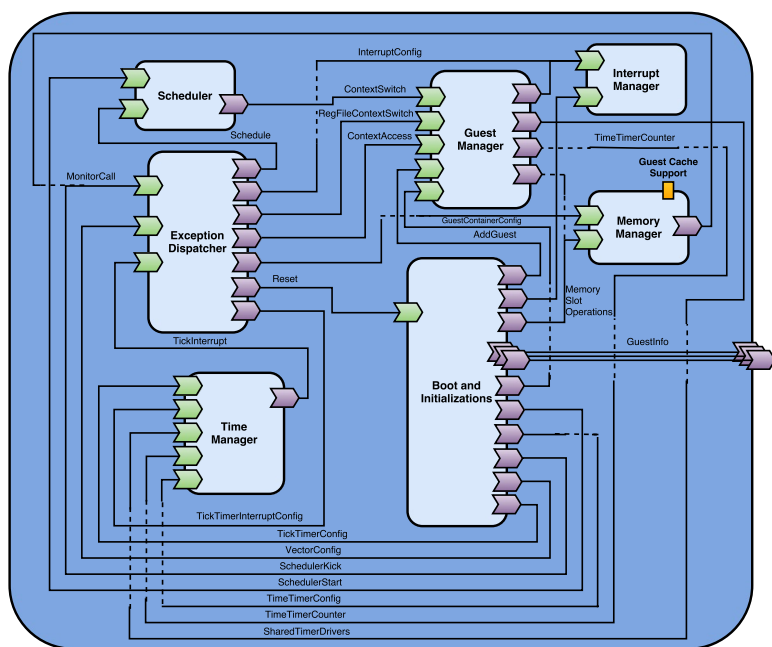 InterruptConfig
Interrupt
Manager
Scheduler
ContextSwitch
RegFileContextSwitch
Guest
Manager
Schedule
ContextAccess
TimeTimerCounter
MonitorCall
Guest Cache
Support
Exception
Dispatcher
GuestContainerConfig
Memory
Manager
AddGuest
Reset
Memory
Slot
Operations
TickInterrupt
GuestInfo
Boot and
Initializations
Time
Manager
TickTimerInterruptConfig
TickTimerConfig
VectorConfig
SchedulerKick
SchedulerStart
TimeTimerConfig
TimeTimerCounter
SharedTimerDrivers